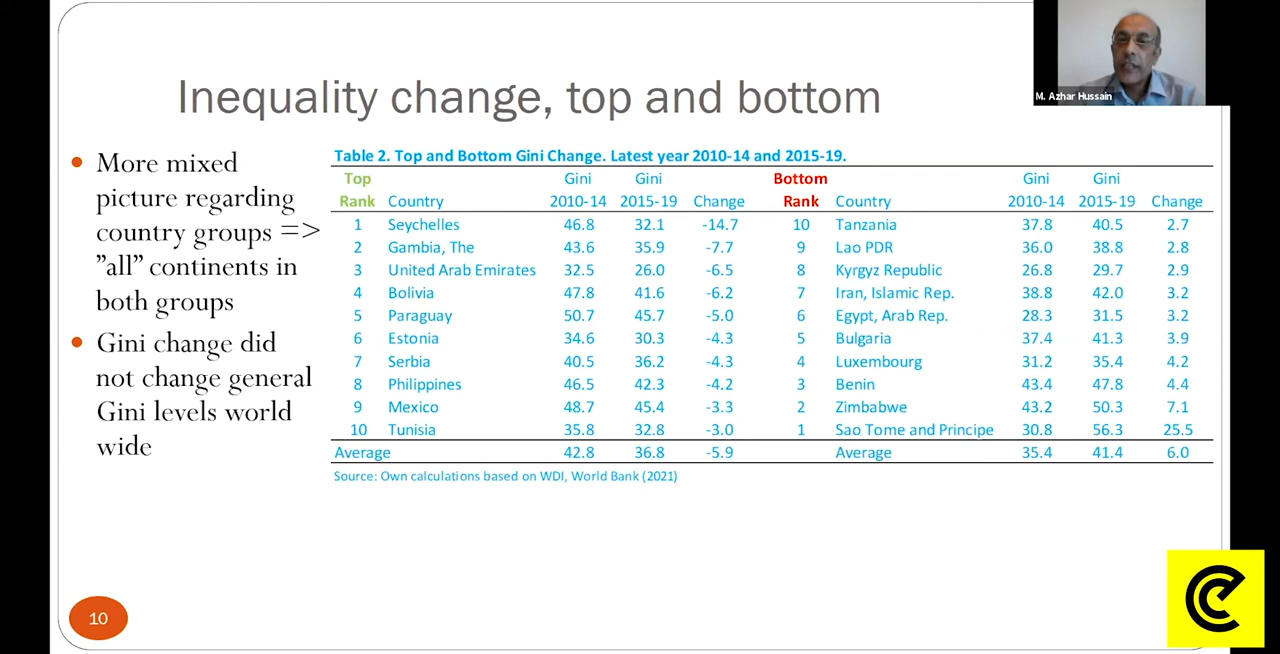 M. Azhar Hussain
Inequality change, top and bottom
• More mixed
picture regarding
country groups =>
”all” continents in
both groups
• Gini change did
not change general
Gini levels world
wide
Table 2. Top and Bottom Gini Change. Latest year 2010-14 and 2015-19.
Top Gini Gini Bottom Gini Gini
Rank Country 2010-14 2015-19 Change Rank Country 2010-14 2015-19 Change
1 Seychelles 46.8 32.1 -14.7 10 Tanzania 37.8 40.5 2.7
2 Gambia, The 43.6 35.9 -7.7 9 Lao PDR 36.0 38.8 2.8
3 United Arab Emirates 32.5 26.0 -6.5 8 Kyrgyz Republic 26.8 29.7 2.9
4 Bolivia 47.8 41.6 -6.2 7 Iran, Islamic Rep. 38.8 42.0 3.2
5 Paraguay 50.7 45.7 -5.0 6 Egypt, Arab Rep. 28.3 31.5 3.2
6 Estonia 34.6 30.3 -4.3 5 Bulgaria 37.4 41.3 3.9
7 Serbia 40.5 36.2 -4.3 4 Luxembourg 31.2 35.4 4.2
8 Philippines 46.5 42.3 -4.2 3 Benin 43.4 47.8 4.4
9 Mexico 48.7 45.4 -3.3 2 Zimbabwe 43.2 50.3 7.1
10 Tunisia 35.8 32.8 -3.0 1 Sao Tome and Principe 30.8 56.3 25.5
Average 42.8 36.8 -5.9 Average 35.4 41.4 6.0
Source: Own calculations based on WDI, World Bank (2021)
10